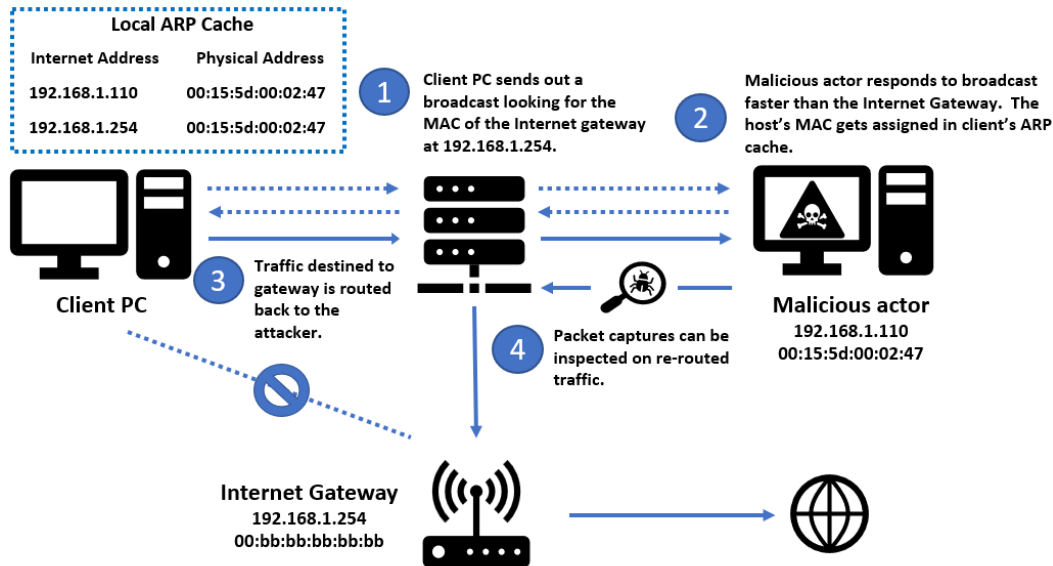 Local ARP Cache
Internet Address Physical Address
192.168.1.110 00:15:5d:00:02:47
192.168.1.254 00:15:5d:00:02:47
1
Client PC sends out a
broadcast looking for the
MAC of the Internet gateway
at 192.168.1.254.
2
Malicious actor responds to broadcast
faster than the Internet Gateway. The
host's MAC gets assigned in client's ARP
cache.
Client PC
3
Traffic destined to
gateway is routed
back to the
attacker.
Malicious actor
192.168.1.110
00:15:5d:00:02:47
4
Packet captures can be
inspected on re-routed
traffic.
Internet Gateway
192.168.1.254
00:bb:bb:bb:bb:bb